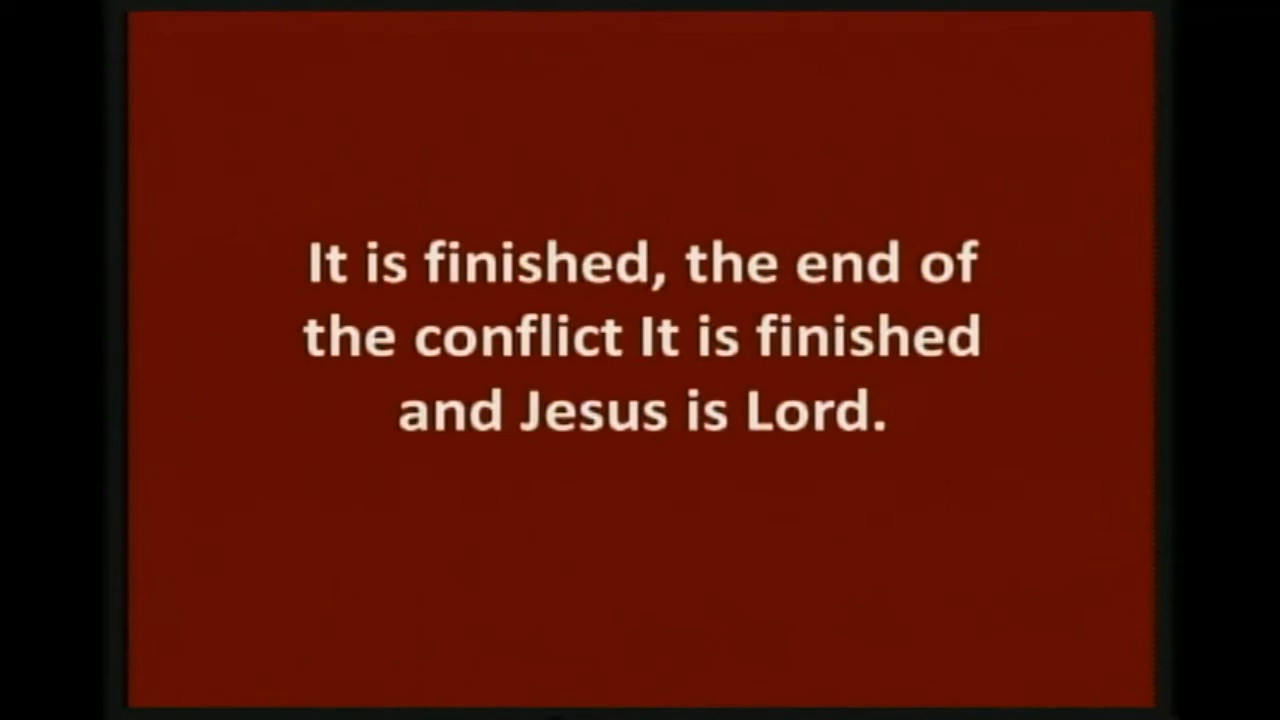 It is finished, the end of
the conflict It is finished
and Jesus is Lord.